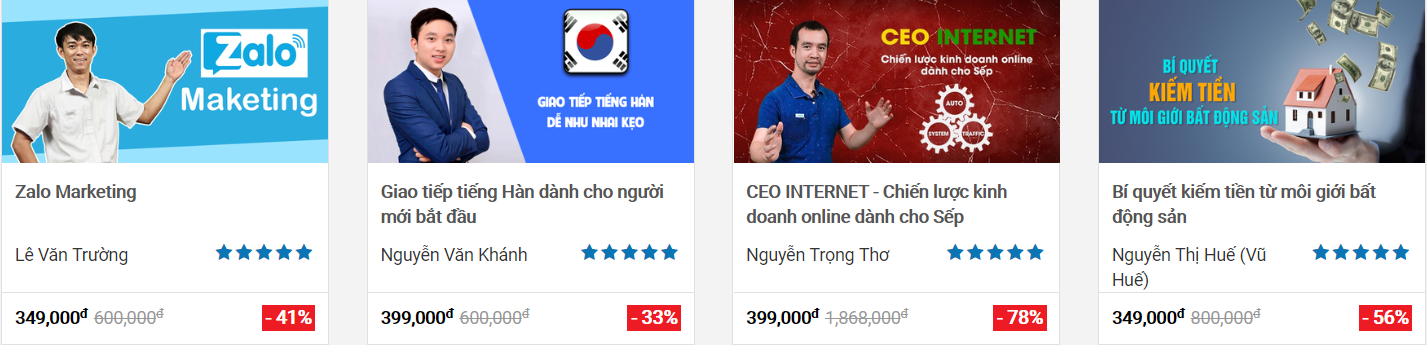 Zalo
Maketing
Zalo Marketing
Lê Văn Trường
349,000đ 600,000đ
- 41%
GIAO TIẾP TIẾNG HÀN
DỄ NHƯ NHAI KẸO
Giao tiếp tiếng Hàn dành cho người
mới bắt đầu
Nguyễn Văn Khánh
399,000đ 600,000đ
- 33%
CEO INTERNET
Chiến lược kinh doanh online
dành cho Sếp
AUTO
SYSTEM
TRAFFIC
CEO INTERNET - Chiến lược kinh
doanh online dành cho Sếp
Nguyễn Trọng Thơ
399,000đ 1,868,000đ
- 78%
BÍ QUYẾT
KIẾM TIỀN
TỪ MÔI GIỚI BẤT ĐỘNG SẢN
Bí quyết kiếm tiền từ môi giới bất
động sản
Nguyễn Thị Huế (Vũ
Huế)
349,000đ 800,000đ
- 56%